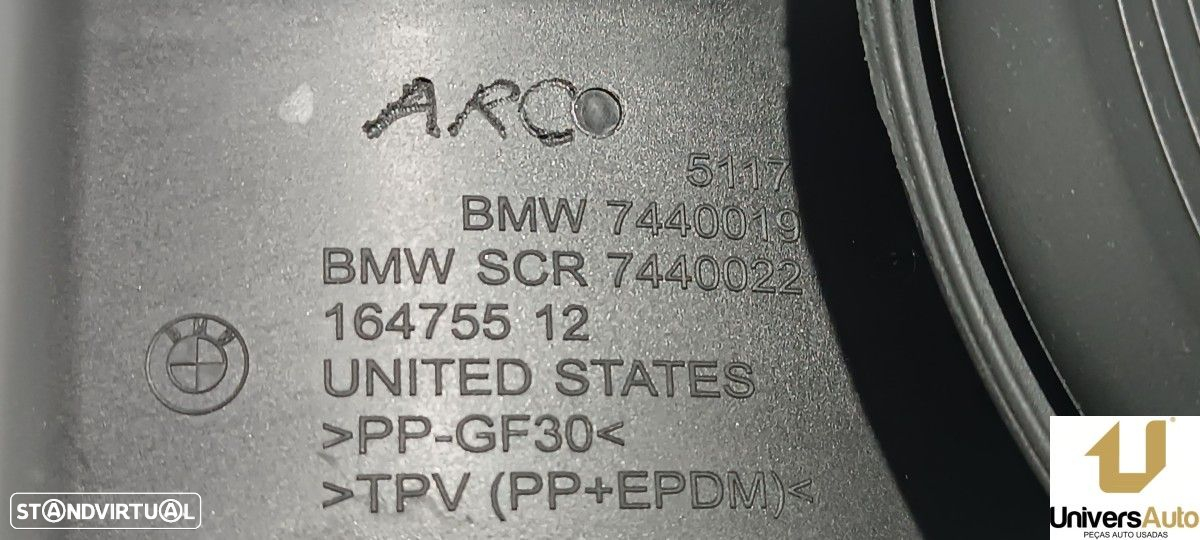 ARCO
5117
BMW 7440019
BMW SCR 7440022
164755 12
BMW
UNITED STATES
>PP-GF30<
>TPV (PP+EPDM)<
STANDVIRTUAL
UniversAuto
PEÇAS AUTO USADAS